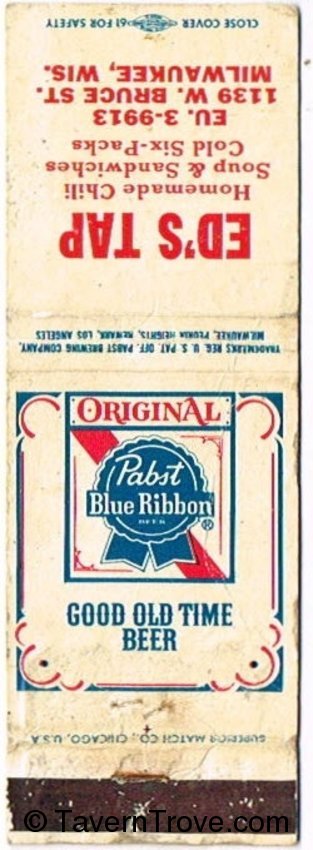 CLOSE COVER 61 FOR SAFETY
ED'S TAP
Homemade Chili
Soup & Sandwiches
Cold Six-Packs
EU. 3-9913
1139 W. BRUCE ST.
MILWAUKEE, WIS.
TRADEMARKS REG. U. S. PAT. OFF. PABST BREWING COMPANY,
MILWAUKEE, PEORIA HEIGHTS, NEWARK, LOS ANGELES
ORIGINAL
Pabst
Blue Ribbon
BEER
®
GOOD OLD TIME
BEER
SUPERIOR MATCH CO., CHICAGO, U.S.A.
© TavernTrove.com